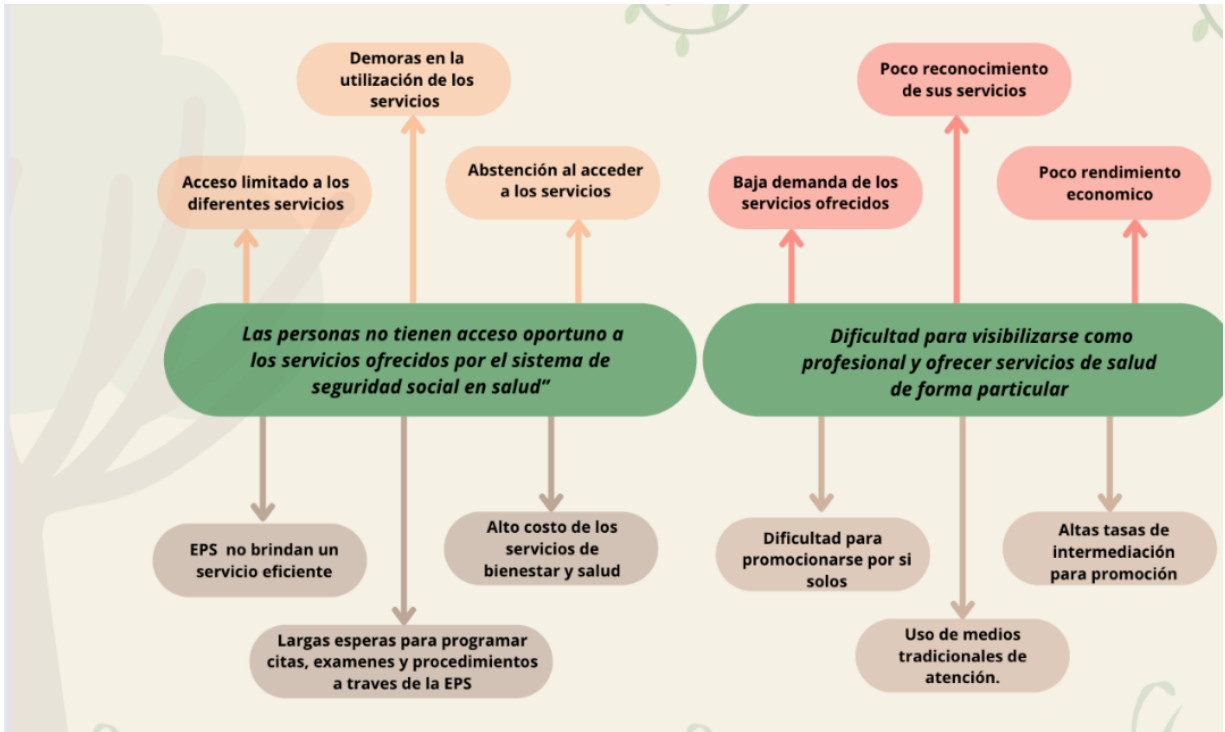 Demoras en la
utilización de los
servicios
Acceso limitado a los
diferentes servicios
Abstención al acceder
a los servicios
Las personas no tienen acceso oportuno a
los servicios ofrecidos por el sistema de
seguridad social en salud”
EPS no brindan un
servicio eficiente
Alto costo de los
servicios de
bienestar y salud
Largas esperas para programar
citas, examenes y procedimientos
a traves de la EPS
Poco reconocimiento
de sus servicios
Baja demanda de los
servicios ofrecidos
Poco rendimiento
economico
Dificultad para visibilizarse como
profesional y ofrecer servicios de salud
de forma particular
Dificultad para
promocionarse por si
solos
Altas tasas de
intermediación
para promoción
Uso de medios
tradicionales de
atención.